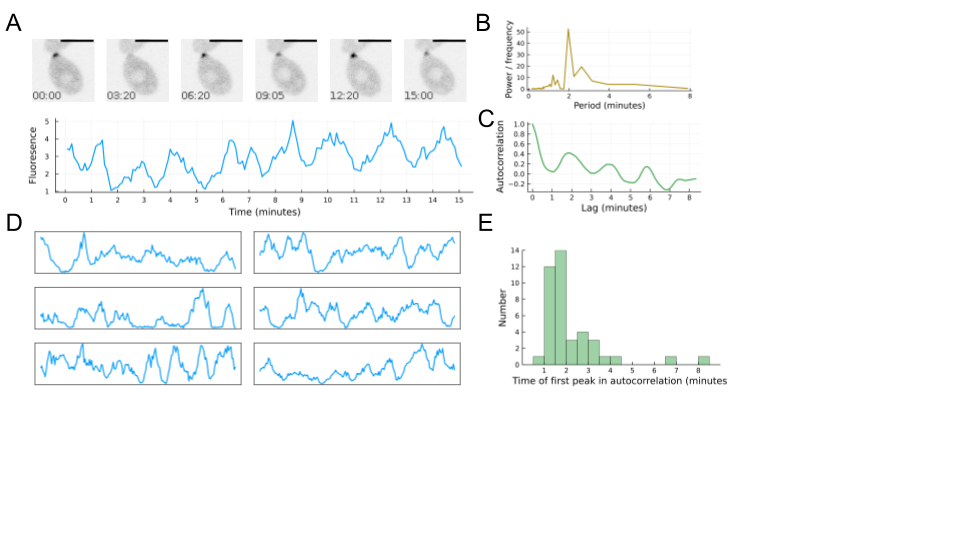 A
00:00 03:20 06:20 09:05 12:20 15:00
Fluoresence
5
4
3
2
1
0 1 2 3 4 5 6 7 8 9 10 11 12 13 14 15
Time (minutes)
B
Power / frequency
50
40
30
20
10
0
0 2 4 6 8
Period (minutes)
C
Autocorrelation
1.0
0.8
0.6
0.4
0.2
0.0
−0.2
0 1 2 3 4 5 6 7 8
Lag (minutes)
D
E
Number
14
12
10
8
6
4
2
0
1 2 3 4 5 6 7 8
Time of first peak in autocorrelation (minutes